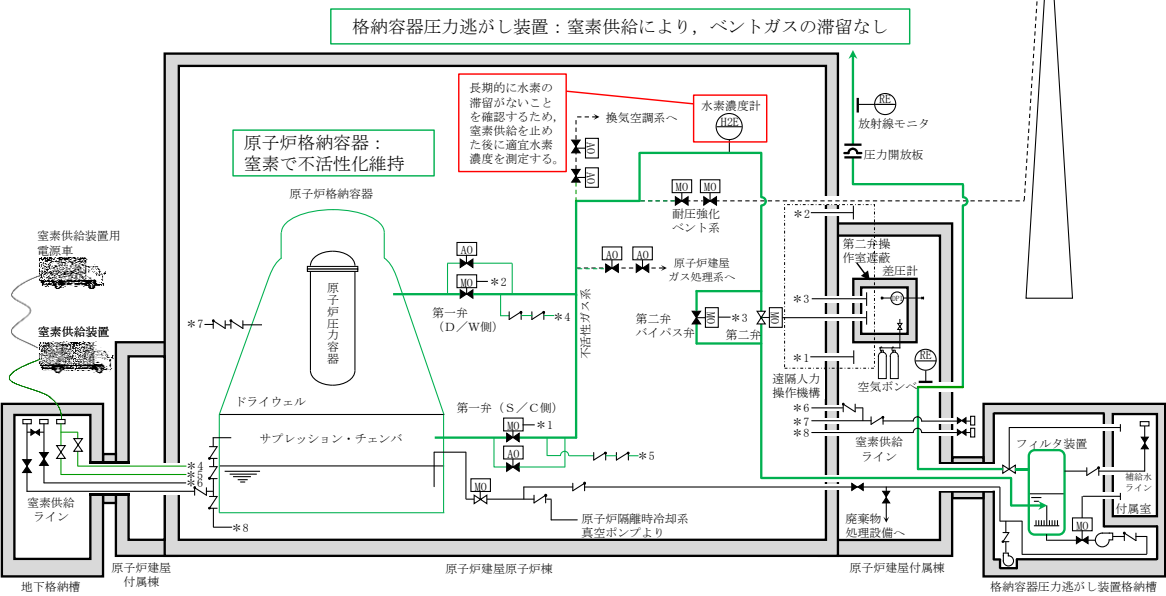 格納容器圧力逃がし装置：窒素供給により，ベントガスの滞留なし
長期的に水素の
滞留がないこと
を確認するため，
窒素供給を止め
た後に適宜水素
濃度を測定する。
水素濃度計
H2E
換気空調系へ
AO
AO
RE
放射線モニタ
圧力開放板
原子炉格納容器：
窒素で不活性化維持
原子炉格納容器
MO
MO
耐圧強化
ベント系
＊2
窒素供給装置用
電源車
窒素供給装置
原子炉圧力容器
AO
MO
＊2
第一弁
（D／W側）
＊4
不活性ガス系
AO
AO
原子炉建屋
ガス処理系へ
第二弁操
作室遮蔽
差圧計
DPI
＊3
MO
＊3
第二弁
バイパス弁
MO
第二弁
＊1
遠隔人力
操作機構
空気ボンベ
RE
＊7
ドライウェル
サプレッション・チェンバ
第一弁（S／C側）
MO
＊1
AO
＊5
＊6
＊7
＊8
窒素供給
ライン
フィルタ装置
補給水
ライン
付属室
MO
＊4
＊5
＊6
＊8
窒素供給
ライン
MO
原子炉隔離時冷却系
真空ポンプより
廃棄物
処理設備へ
地下格納槽
原子炉建屋
付属棟
原子炉建屋原子炉棟
原子炉建屋付属棟
格納容器圧力逃がし装置格納槽